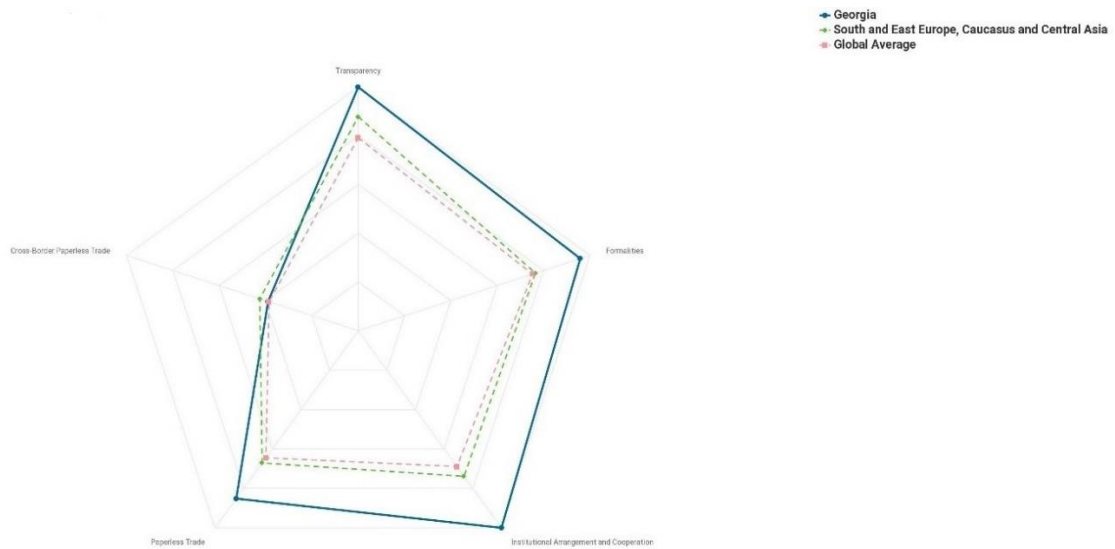 Georgia
South and East Europe, Caucasus and Central Asia
Global Average
Transparency
Cross-Border Paperless Trade
Formalities
Paperless Trade
Institutional Arrangement and Cooperation